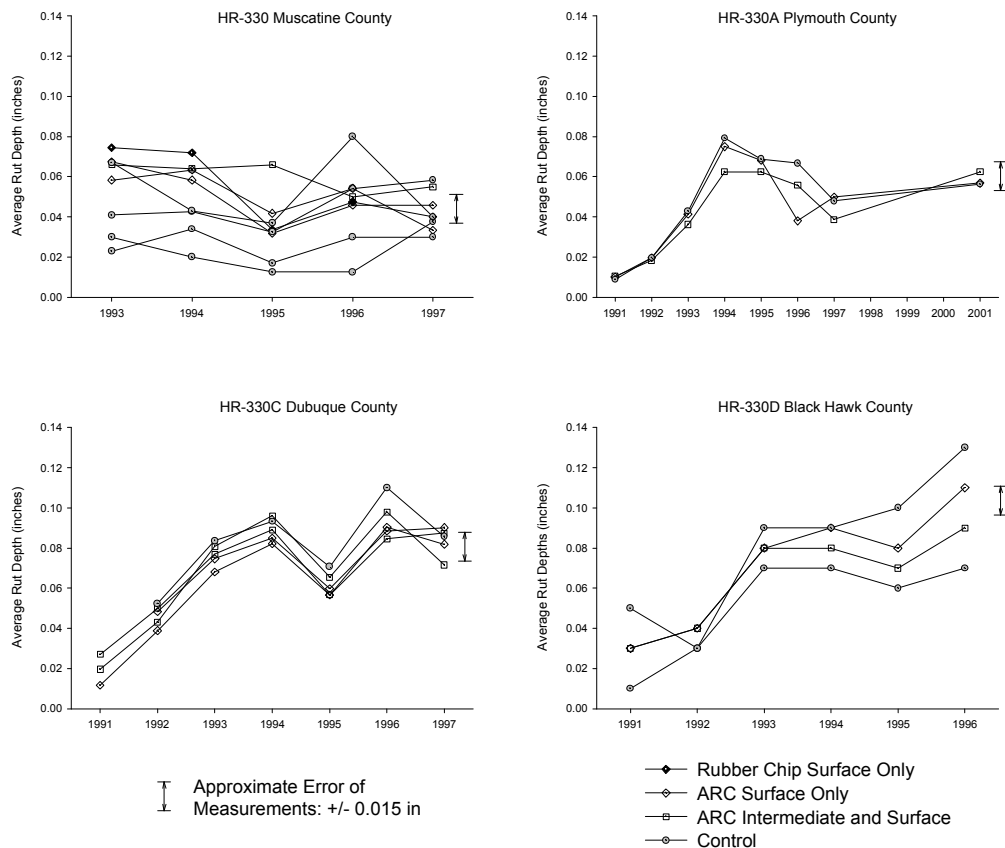 HR-330 Muscatine County
Average Rut Depth (inches)
0.14
0.12
0.10
0.08
0.06
0.04
0.02
0.00
1993 1994 1995 1996 1997
HR-330A Plymouth County
Average Rut Depth (inches)
0.14
0.12
0.10
0.08
0.06
0.04
0.02
0.00
1991 1992 1993 1994 1995 1996 1997 1998 1999 2000 2001
HR-330C Dubuque County
Average Rut Depth (inches)
0.14
0.12
0.10
0.08
0.06
0.04
0.02
0.00
1991 1992 1993 1994 1995 1996 1997
HR-330D Black Hawk County
Average Rut Depths (inches)
0.14
0.12
0.10
0.08
0.06
0.04
0.02
0.00
1991 1992 1993 1994 1995 1996
Approximate Error of
Measurements: +/- 0.015 in
Rubber Chip Surface Only
ARC Surface Only
ARC Intermediate and Surface
Control